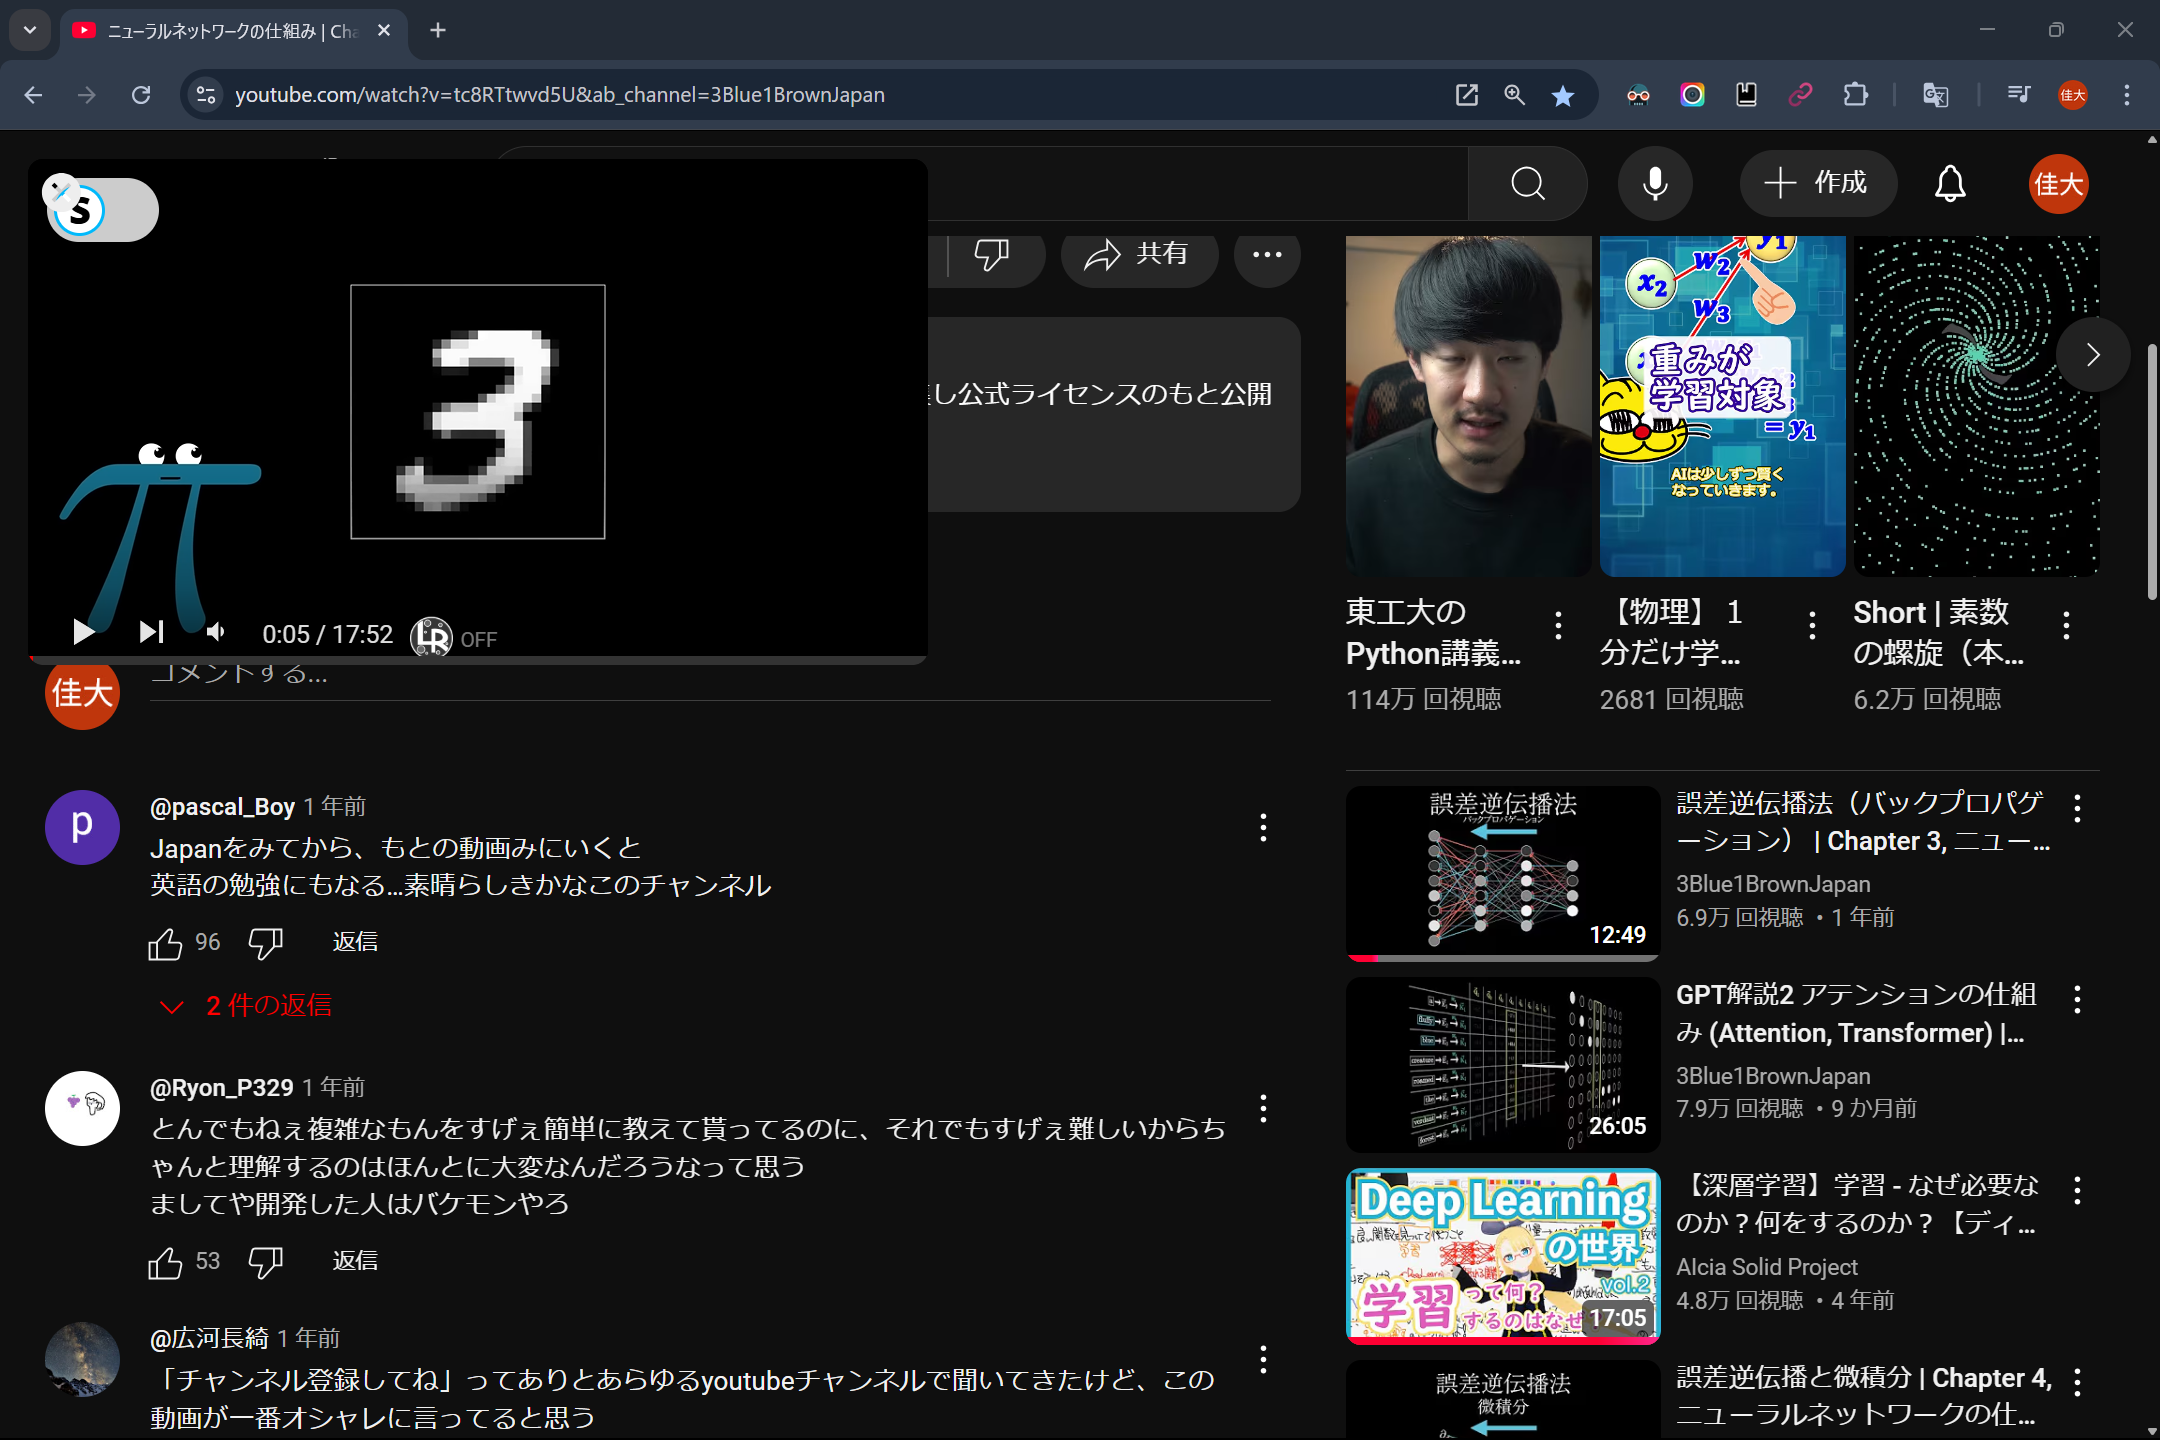 ニューラルネットワークの仕組み | Cha
youtube.com/watch?v=tc8RTtwvd5U&ab_channel=3Blue1BrownJapan
佳大
作成
佳大
S
共有
し公式ライセンスのもと公開
0:05 / 17:52
LR OFF
コメントする...
佳大
p
@pascal_Boy 1 年前
Japanをみてから、もとの動画みにいくと
英語の勉強にもなる...素晴らしきかなこのチャンネル
96 返信
2 件の返信
@Ryon_P329 1 年前
とんでもねぇ複雑なもんをすげぇ簡単に教えて貰ってるのに、それでもすげぇ難しいからち
ゃんと理解するのはほんとに大変なんだろうなって思う
ましてや開発した人はバケモンやろ
53 返信
@広河長綺 1 年前
「チャンネル登録してね」ってありとあらゆるyoutubeチャンネルで聞いてきたけど、この
動画が一番オシャレに言ってると思う
x2 w2 y1
w3
重みが
学習対象
= y1
AIは少しずつ賢く
なっていきます。
東工大の
Python講義...
114万 回視聴
【物理】 1
分だけ学...
2681 回視聴
Short | 素数
の螺旋（本...
6.2万 回視聴
誤差逆伝播法
バックプロパゲーション
12:49
誤差逆伝播法（バックプロパゲ
ーション） | Chapter 3, ニュー...
3Blue1BrownJapan
6.9万 回視聴 ・1 年前
26:05
GPT解説2 アテンションの仕組
み (Attention, Transformer) |...
3Blue1BrownJapan
7.9万 回視聴 ・9 か月前
Deep Learning
の世界
vol.2
学習って何？
するのはなぜ
17:05
【深層学習】学習 - なぜ必要な
のか？何をするのか？【ディ...
AIcia Solid Project
4.8万 回視聴 ・4 年前
誤差逆伝播法
微積分
誤差逆伝播と微積分 | Chapter 4,
ニューラルネットワークの仕...